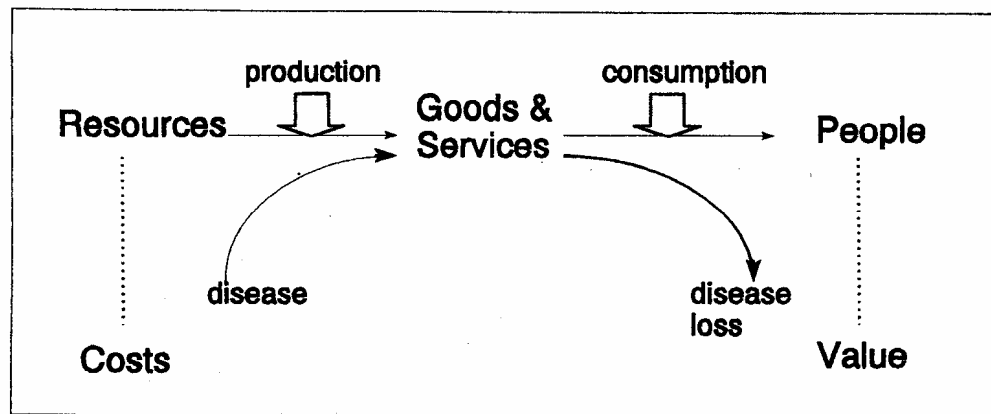 production
consumption
Resources
Goods &
Services
People
disease
disease
loss
Costs
Value